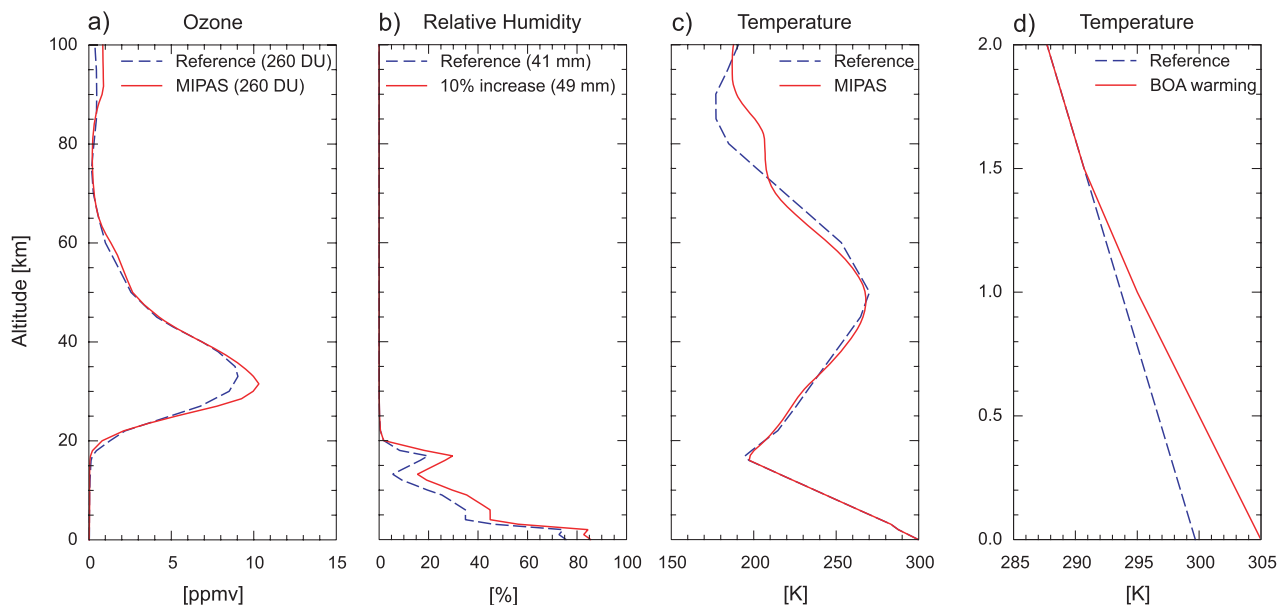 a) Ozone
b) Relative Humidity
c) Temperature
d) Temperature
Altitude [km]
100
80
60
40
20
0
Reference (260 DU)
MIPAS (260 DU)
0 5 10 15
[ppmv]
Reference (41 mm)
10% increase (49 mm)
0 20 40 60 80 100
[%]
Reference
MIPAS
150 200 250 300
[K]
2.0
1.5
1.0
0.5
0.0
Reference
BOA warming
285 290 295 300 305
[K]